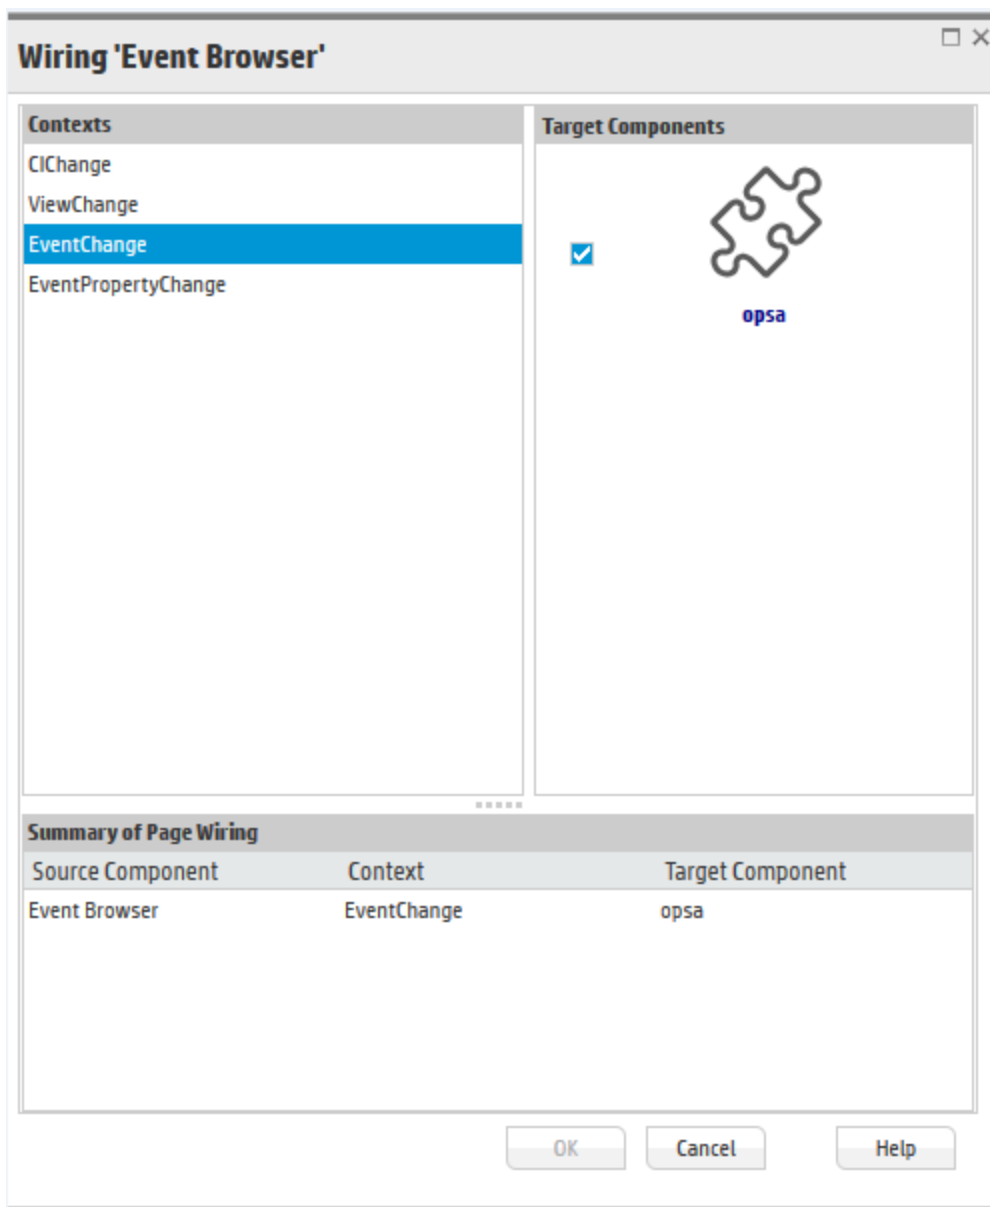 Wiring 'Event Browser'
Contexts
CIChange
ViewChange
EventChange
EventPropertyChange
Target Components
opsa
Summary of Page Wiring
Source Component Context Target Component
Event Browser EventChange opsa
OK Cancel Help